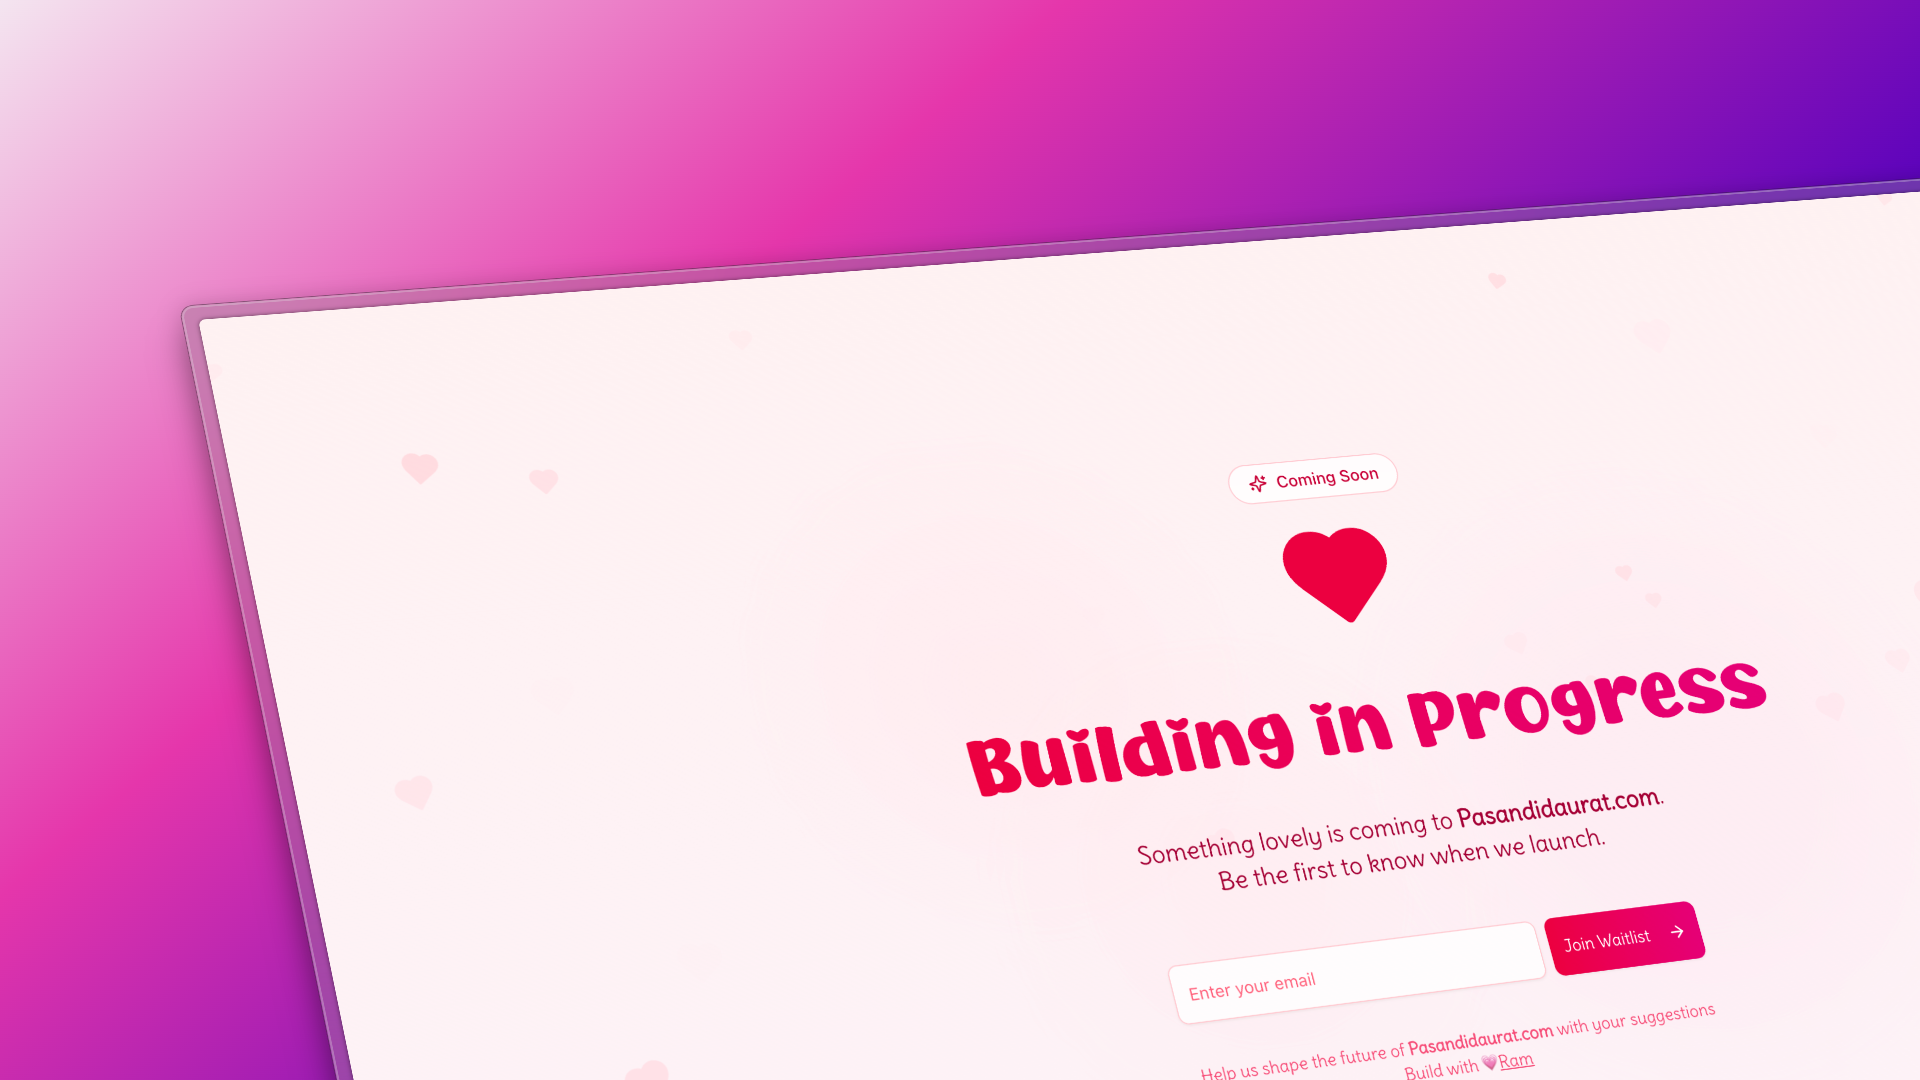 Coming Soon
Building in Progress
Something lovely is coming to Pasandidaurat.com.
Be the first to know when we launch.
Enter your email
Join Waitlist
Help us shape the future of Pasandidaurat.com with your suggestions
Build with 💗Ram